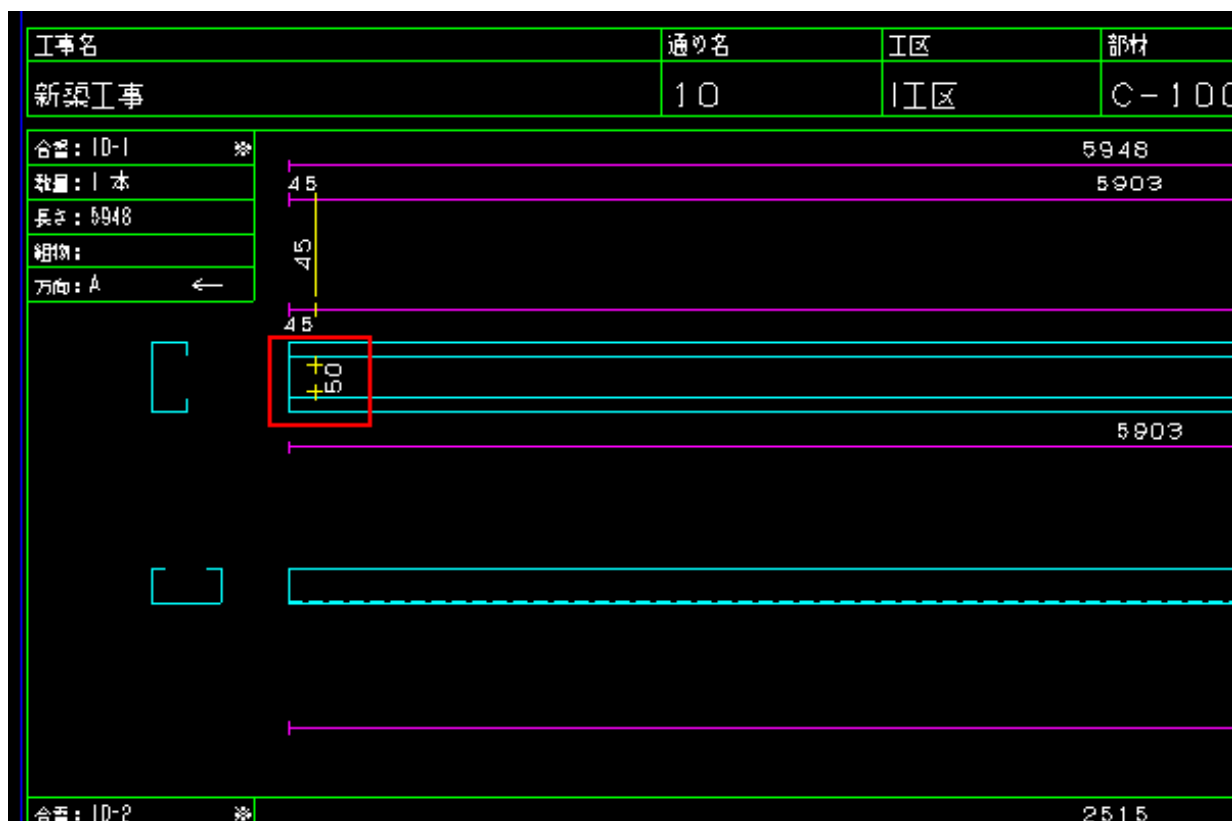 工事名 通り名 工区 部材
新築工事 10 1工区 C-100
合番:10-1 ※ 5948
数量:1 本 45 5903
長さ:5948
組物: 45
方向:A ←
45
50
5903
合番:10-2 ※ 2515